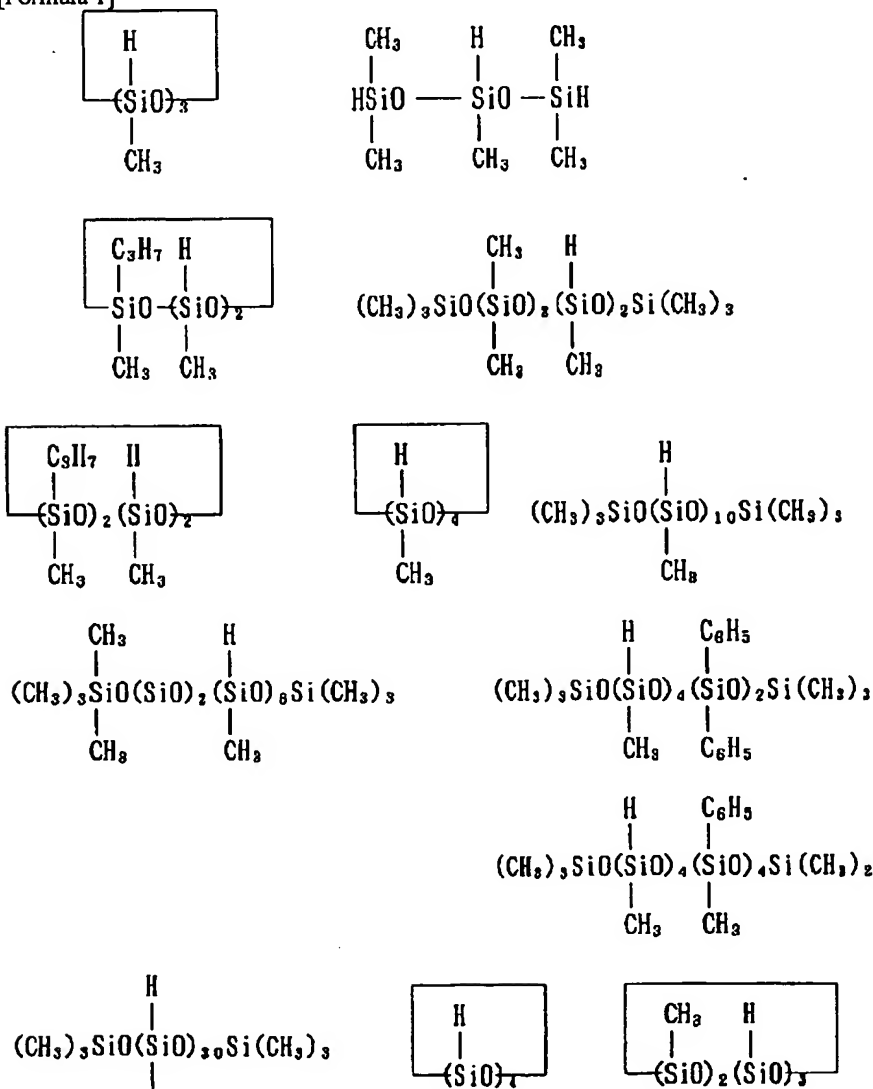 [Formula 1]
H CH₃ H CH₃
(SiO)₃ HSiO — SiO — SiH
CH₃ CH₃ CH₃ CH₃
C₃H₇ H CH₃ H
SiO-(SiO)₂ (CH₃)₃SiO(SiO)₂(SiO)₂Si(CH₃)₃
CH₃ CH₃ CH₃ CH₃
C₃H₇ H H H
(SiO)₂(SiO)₂ (SiO)₄ (CH₃)₃SiO(SiO)₁₀Si(CH₃)₃
CH₃ CH₃ CH₃ CH₃
CH₃ H H C₆H₅
(CH₃)₃SiO(SiO)₂(SiO)₆Si(CH₃)₃ (CH₃)₃SiO(SiO)₄(SiO)₂Si(CH₃)₃
CH₃ CH₃ CH₃ C₆H₅
H C₆H₅
(CH₃)₃SiO(SiO)₄(SiO)₄Si(CH₃)₂
CH₃ CH₃
H H CH₃ H
(CH₃)₃SiO(SiO)₃₀Si(CH₃)₃ (SiO)₄ (SiO)₂(SiO)₃